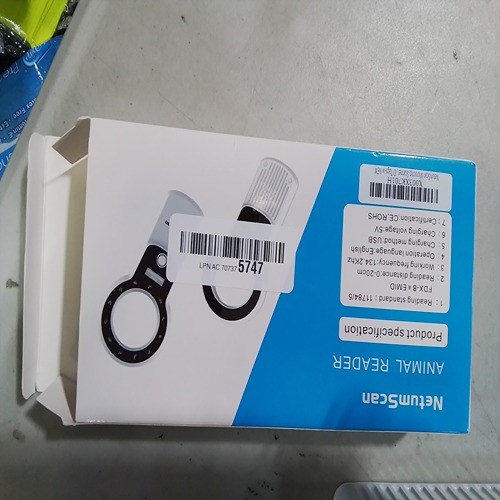 NetumScan
ANIMAL READER
Product specification
1 : Reading standard : 11784/5
FDX-B & EMID
2 : Reading distance:0-20cm
3 : Working frequency:134.2Khz
4 : Operation language:English
5 : Charging method:USB
6 : Charging voltage:5V
7 : Certification:CE,ROHS
X003XKT01H
LPN AC 707375747